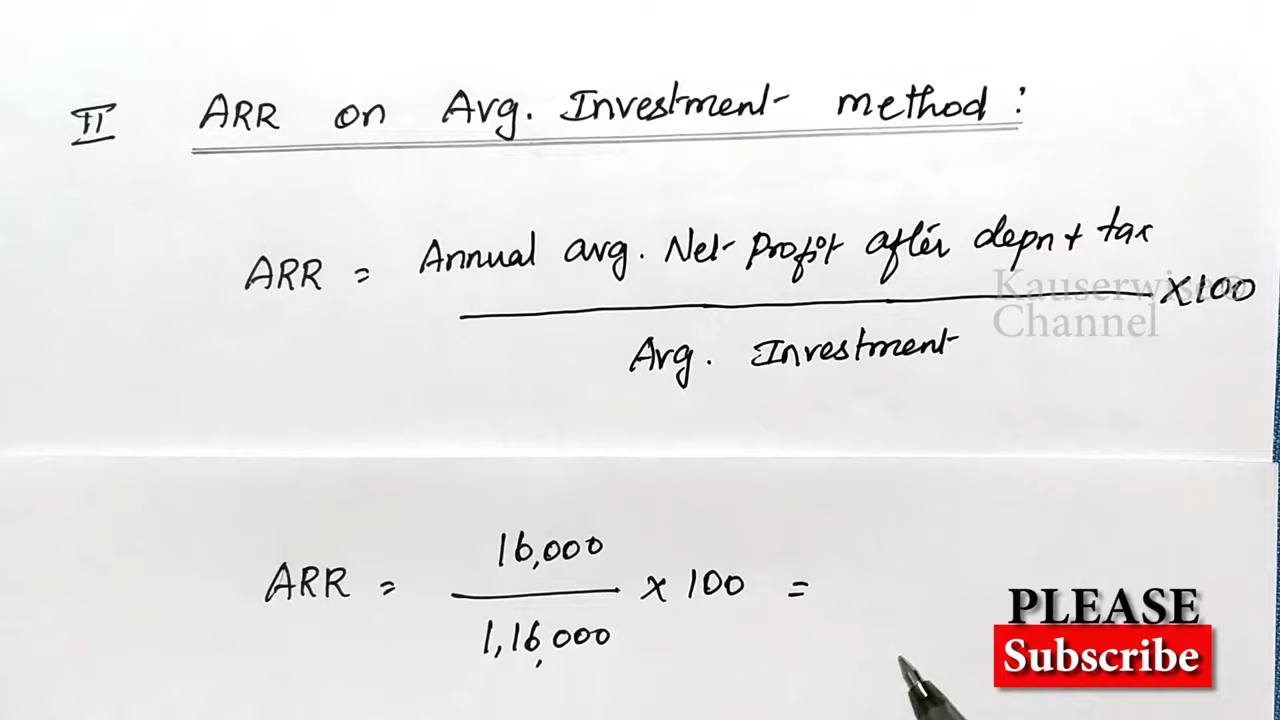 II ARR on Avg. Investment method :
ARR = Annual avg. Net Profit after depn & tax
Avg. Investment
X100
Kauserwise®
Channel
ARR = 16,000
1,16,000
x 100 =
PLEASE
Subscribe